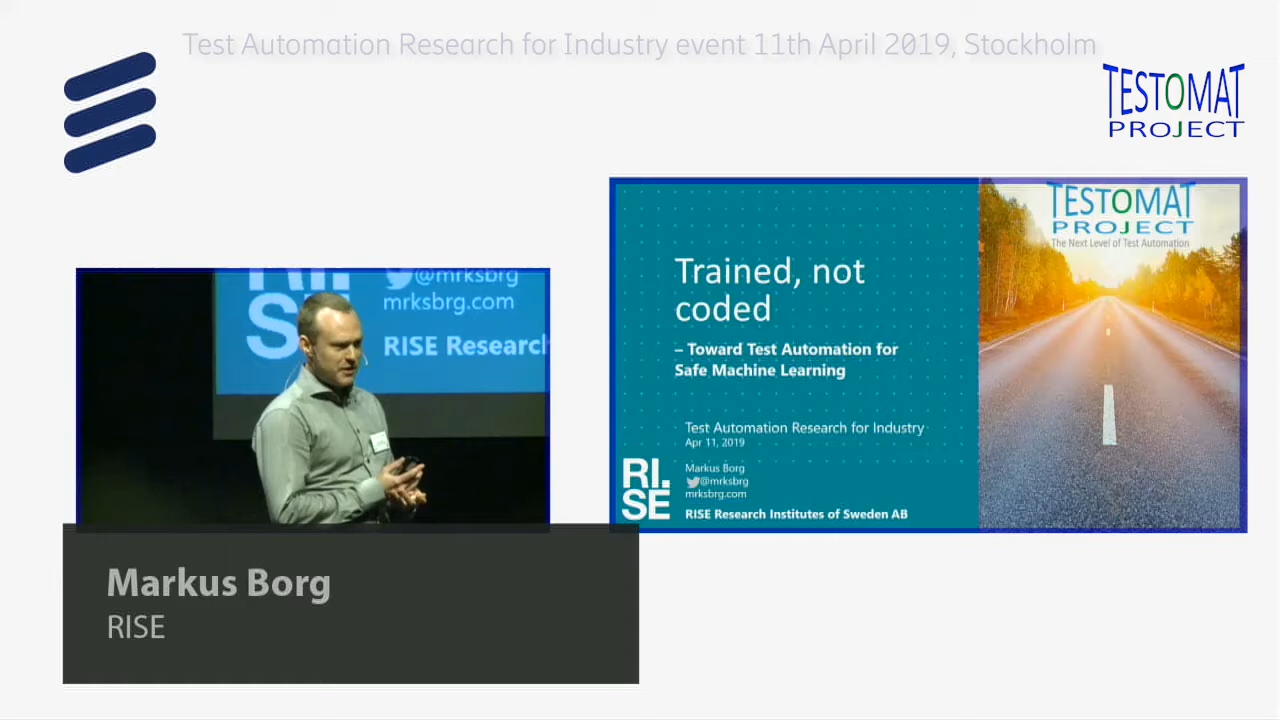 Test Automation Research for Industry event 11th April 2019, Stockholm
TESTOMAT
PROJECT
RI.
SE
@mrksbrg
mrksbrg.com
RISE Research
Markus Borg
RISE
Trained, not
coded
– Toward Test Automation for
Safe Machine Learning
Test Automation Research for Industry
Apr 11, 2019
RI.
SE
Markus Borg
@mrksbrg
mrksbrg.com
RISE Research Institutes of Sweden AB
TESTOMAT
PROJECT
The Next Level of Test Automation